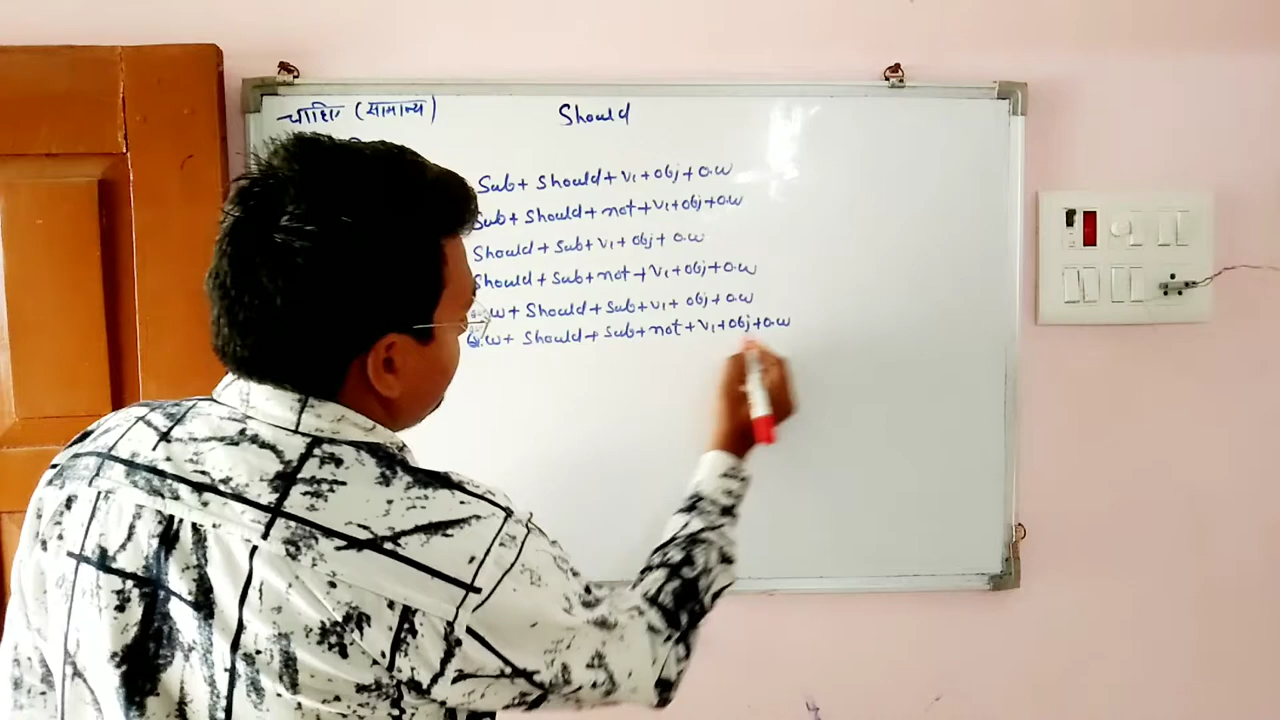 चाहिए (सामान्य) Should
Sub + Should + V1 + obj + o.w
Sub + Should + not + V1 + obj + o.w
Should + Sub + V1 + obj + o.w
Should + Sub + not + V1 + obj + o.w
w + Should + Sub + V1 + obj + o.w
Q.w + Should + Sub + not + V1 + obj + o.w